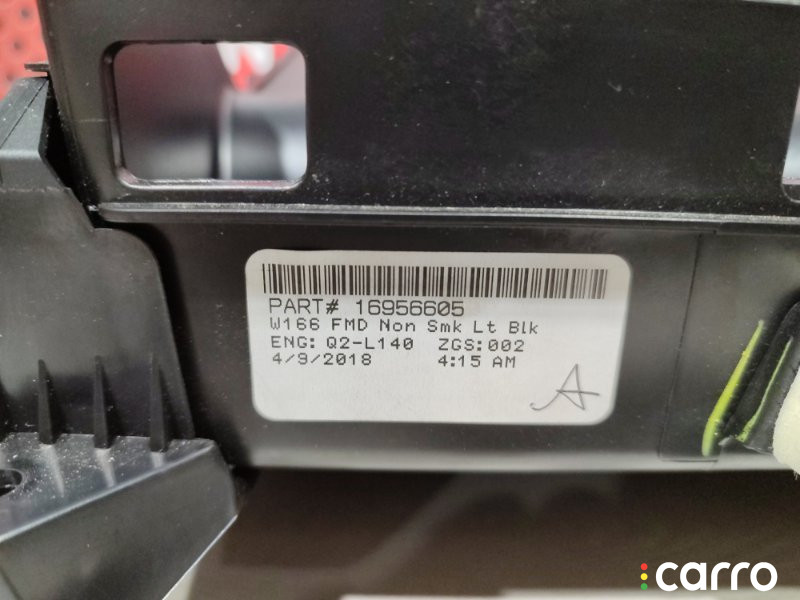 PART# 16956605
W166 FMD Non Smk Lt Blk
ENG: Q2-L140 ZGS:002
4/9/2018 4:15 AM
A
carro